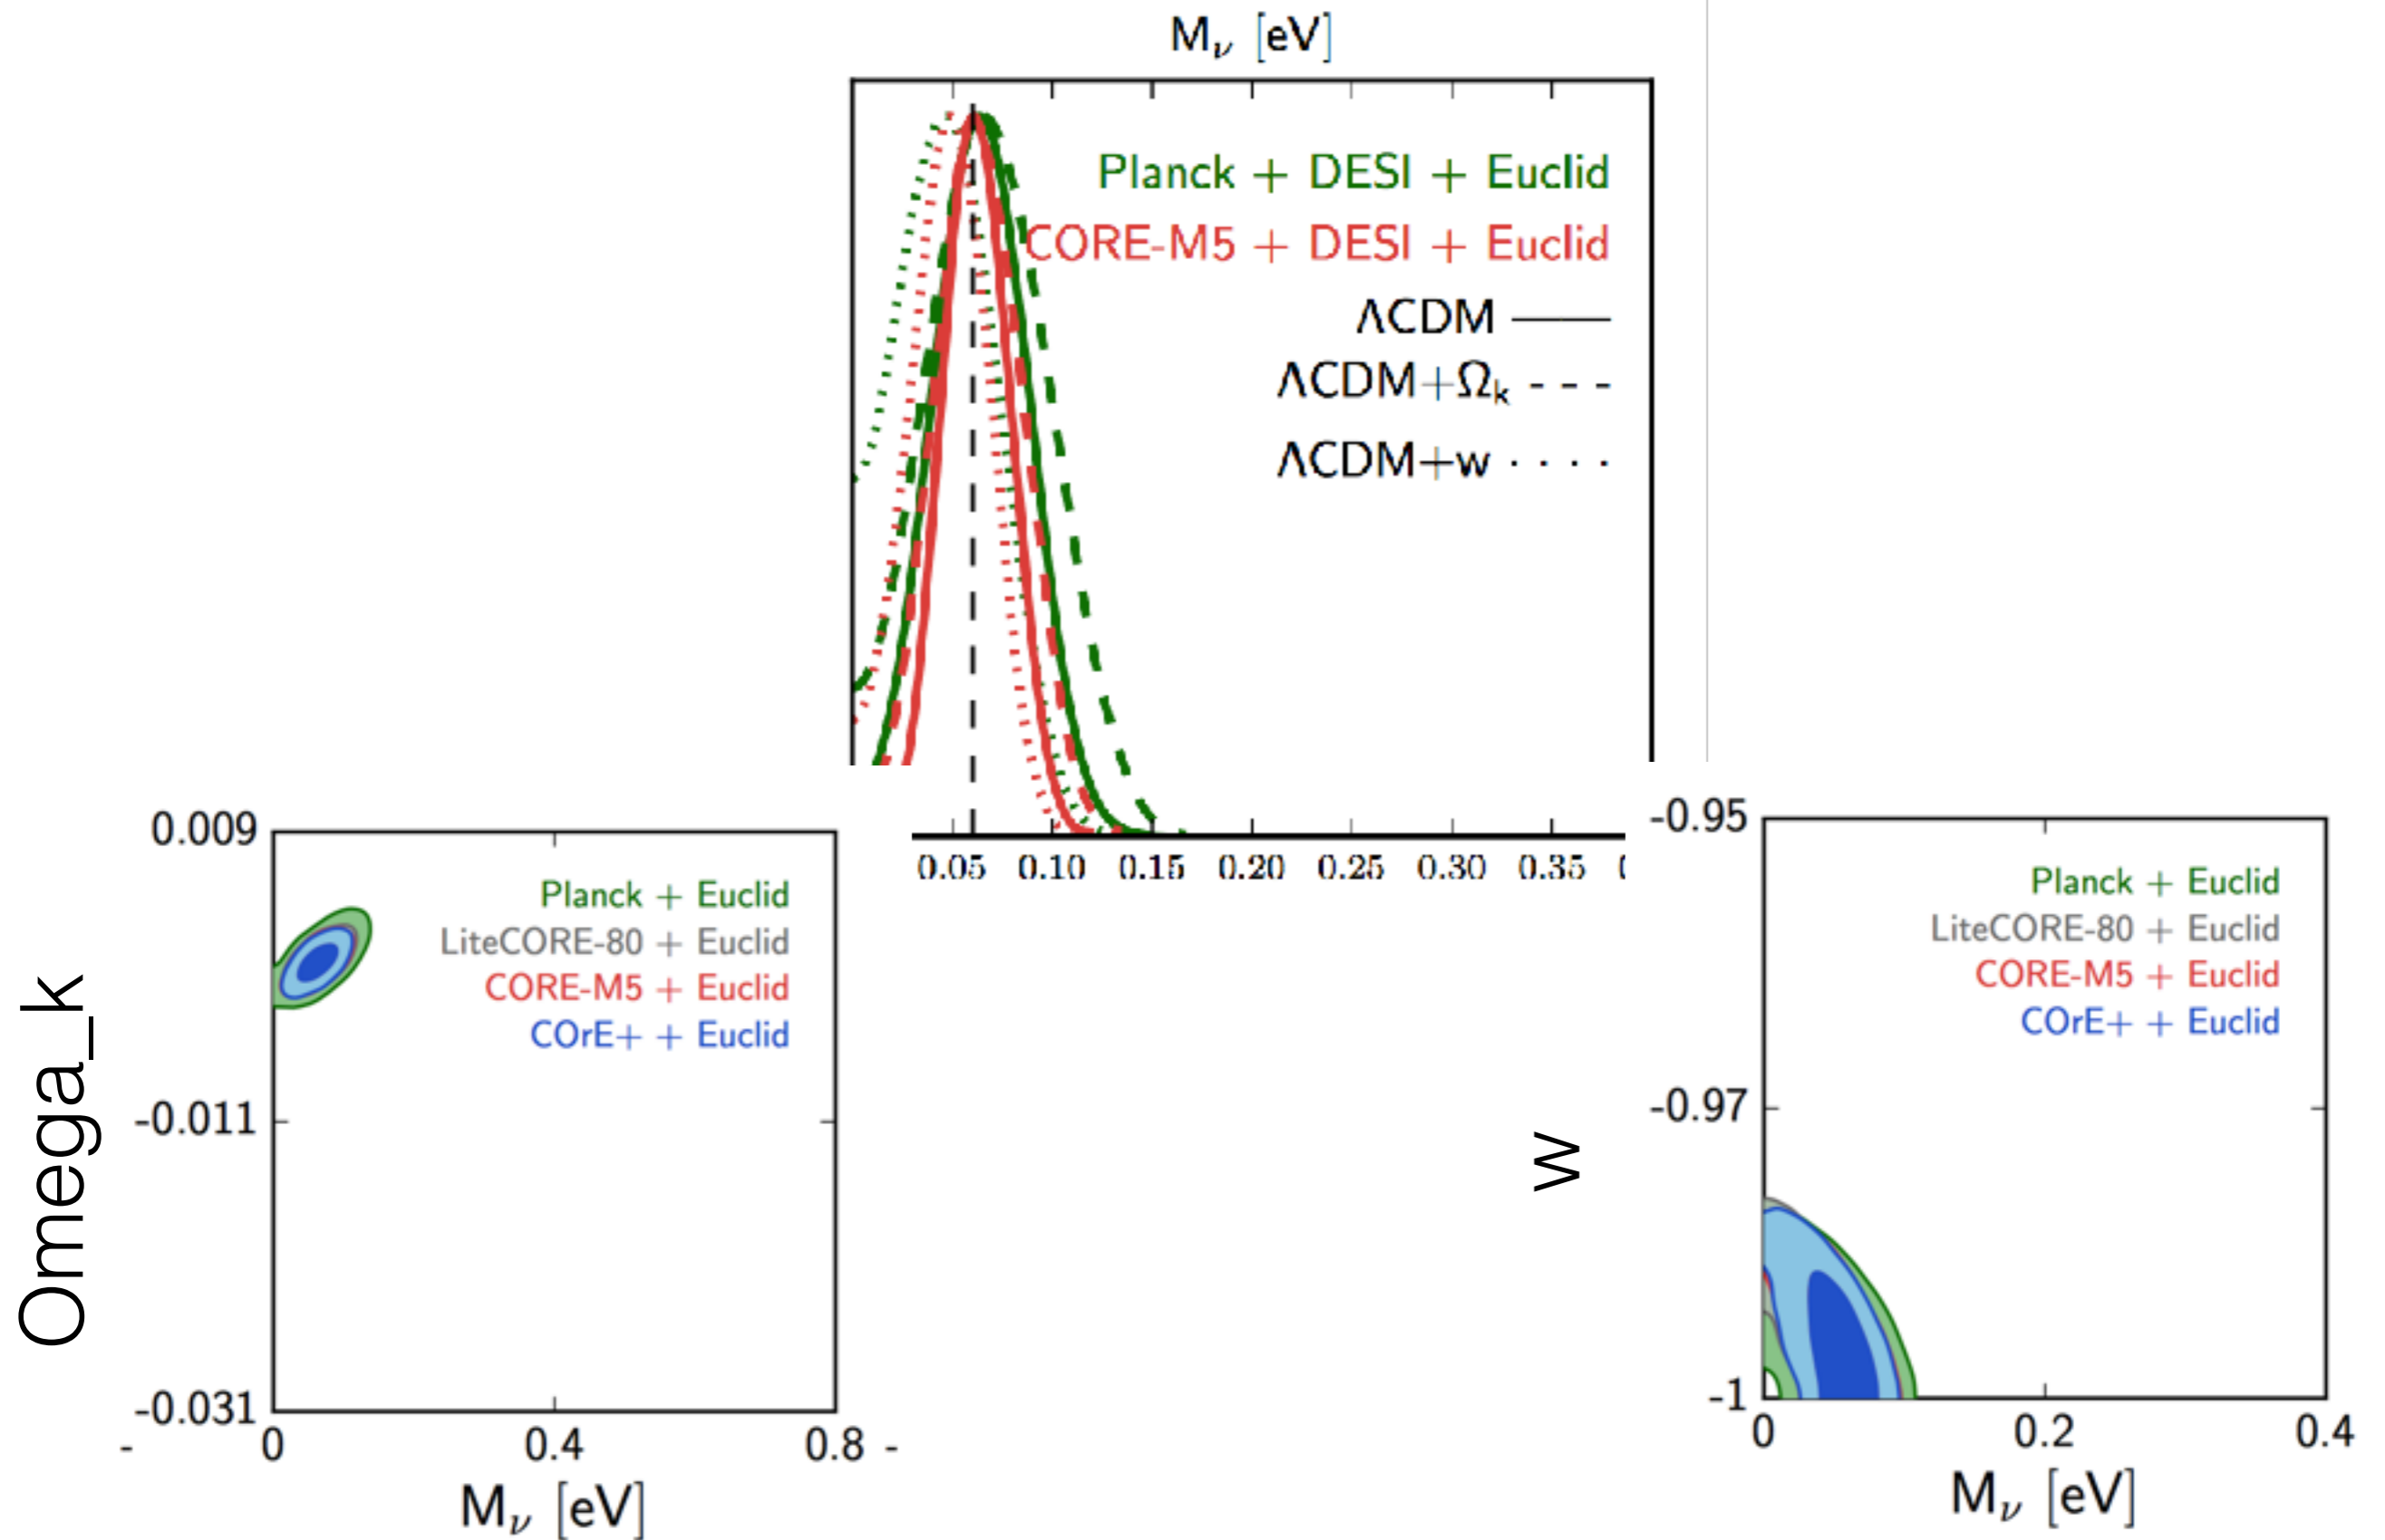 Mν [eV]
Planck + DESI + Euclid
CORE-M5 + DESI + Euclid
ΛCDM
ΛCDM+Ωk
ΛCDM+w
0.05 0.10 0.15 0.20 0.25 0.30 0.35
Omega_k
0.009
-0.011
-0.031
Planck + Euclid
LiteCORE-80 + Euclid
CORE-M5 + Euclid
COrE+ + Euclid
- 0 0.4 0.8 -
Mν [eV]
w
-0.95
-0.97
-1
Planck + Euclid
LiteCORE-80 + Euclid
CORE-M5 + Euclid
COrE+ + Euclid
0 0.2 0.4
Mν [eV]